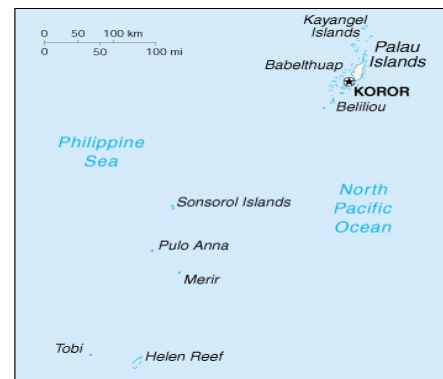 0 50 100 km
0 50 100 mi
Kayangel
Islands
Palau
Islands
Babelthuap
KOROR
Beliliou
Philippine
Sea
North
Pacific
Ocean
Sonsorol Islands
Pulo Anna
Merir
Tobi
Helen Reef